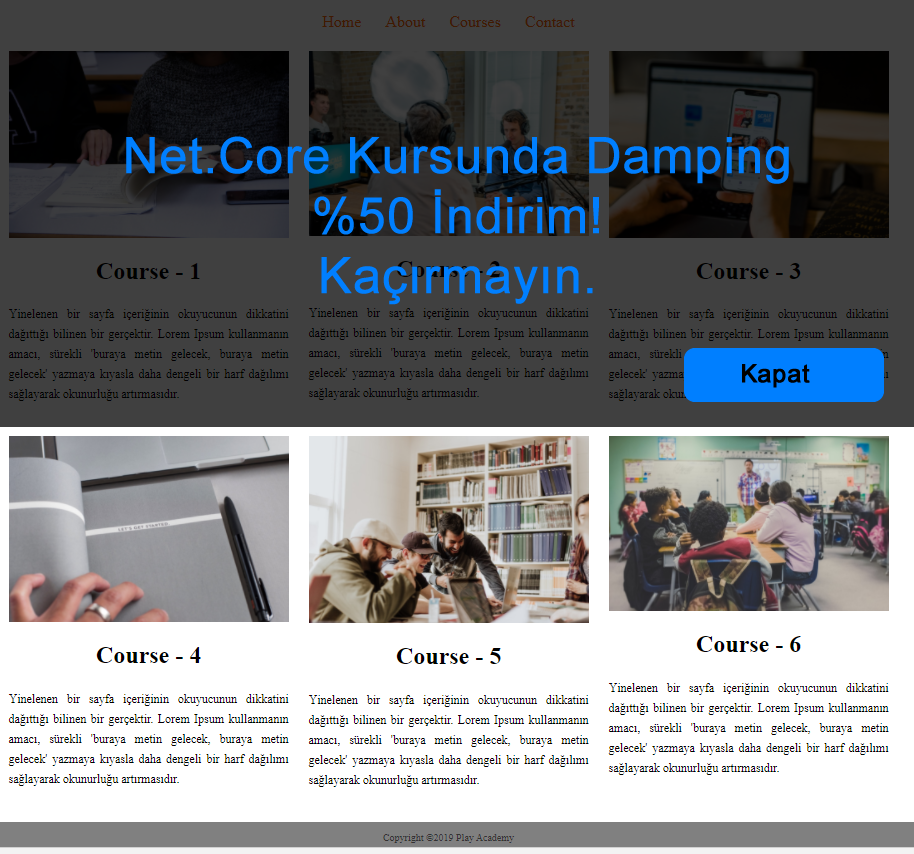 Home About Courses Contact
Net.Core Kursunda Damping
%50 İndirim!
Kaçırmayın.
Course - 1
Yinelenen bir sayfa içeriğinin okuyucunun dikkatini
dağıttığı bilinen bir gerçektir. Lorem Ipsum kullanmanın
amacı, sürekli 'buraya metin gelecek, buraya metin
gelecek' yazmaya kıyasla daha dengeli bir harf dağılımı
sağlayarak okunurluğu artırmasıdır.
Course - 2
Yinelenen bir sayfa içeriğinin okuyucunun dikkatini
dağıttığı bilinen bir gerçektir. Lorem Ipsum kullanmanın
amacı, sürekli 'buraya metin gelecek, buraya metin
gelecek' yazmaya kıyasla daha dengeli bir harf dağılımı
sağlayarak okunurluğu artırmasıdır.
Course - 3
Yinelenen bir sayfa içeriğinin okuyucunun dikkatini
dağıttığı bilinen bir gerçektir. Lorem Ipsum kullanmanın
amacı, sürekli
gelecek'
sağlayarak
Kapat
LET'S GET STARTED.
Course - 4
Yinelenen bir sayfa içeriğinin okuyucunun dikkatini
dağıttığı bilinen bir gerçektir. Lorem Ipsum kullanmanın
amacı, sürekli 'buraya metin gelecek, buraya metin
gelecek' yazmaya kıyasla daha dengeli bir harf dağılımı
sağlayarak okunurluğu artırmasıdır.
Course - 5
Yinelenen bir sayfa içeriğinin okuyucunun dikkatini
dağıttığı bilinen bir gerçektir. Lorem Ipsum kullanmanın
amacı, sürekli 'buraya metin gelecek, buraya metin
gelecek' yazmaya kıyasla daha dengeli bir harf dağılımı
sağlayarak okunurluğu artırmasıdır.
Course - 6
Yinelenen bir sayfa içeriğinin okuyucunun dikkatini
dağıttığı bilinen bir gerçektir. Lorem Ipsum kullanmanın
amacı, sürekli 'buraya metin gelecek, buraya metin
gelecek' yazmaya kıyasla daha dengeli bir harf dağılımı
sağlayarak okunurluğu artırmasıdır.
Copyright ©2019 Play Academy